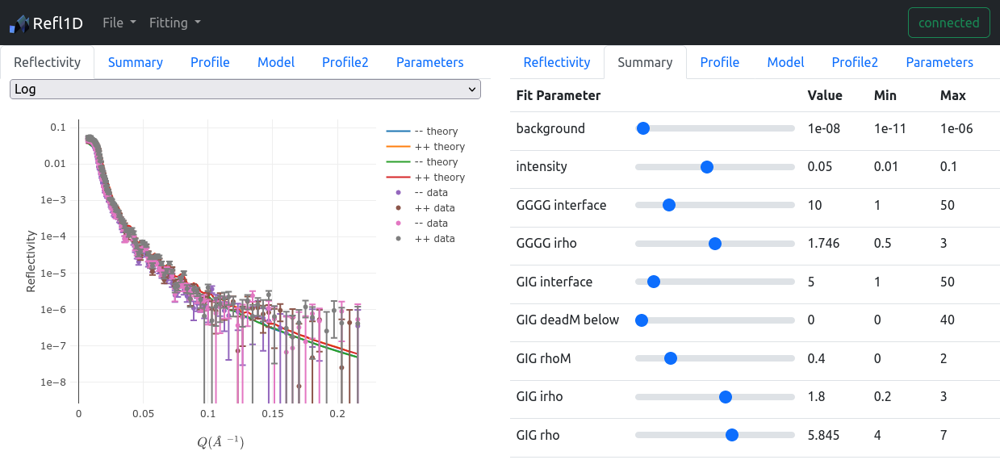 Refl1D File Fitting connected
Reflectivity Summary Profile Model Profile2 Parameters
Log
0.1
0.01
1e−3
1e−4
1e−5
1e−6
1e−7
1e−8
Reflectivity
0 0.05 0.1 0.15 0.2
Q(Å −1)
-- theory
++ theory
-- theory
++ theory
-- data
++ data
-- data
++ data
Reflectivity Summary Profile Model Profile2 Parameters
Fit Parameter Value Min Max
background 1e-08 1e-11 1e-06
intensity 0.05 0.01 0.1
GGGG interface 10 1 50
GGGG irho 1.746 0.5 3
GIG interface 5 1 50
GIG deadM below 0 0 40
GIG rhoM 0.4 0 2
GIG irho 1.8 0.2 3
GIG rho 5.845 4 7